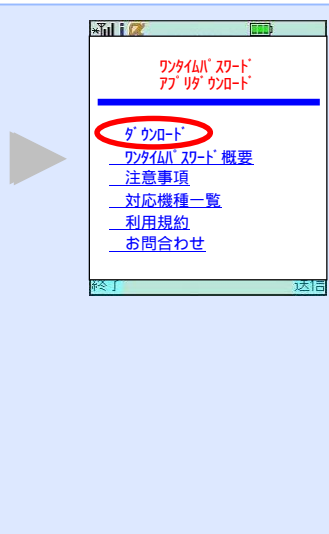 ﾜﾝﾀｲﾑﾊﾟｽﾜｰﾄﾞ
ｱﾌﾟﾘﾀﾞｳﾝﾛｰﾄﾞ
ﾀﾞｳﾝﾛｰﾄﾞ
ﾜﾝﾀｲﾑﾊﾟｽﾜｰﾄﾞ概要
注意事項
対応機種一覧
利用規約
お問合わせ
終了 送信